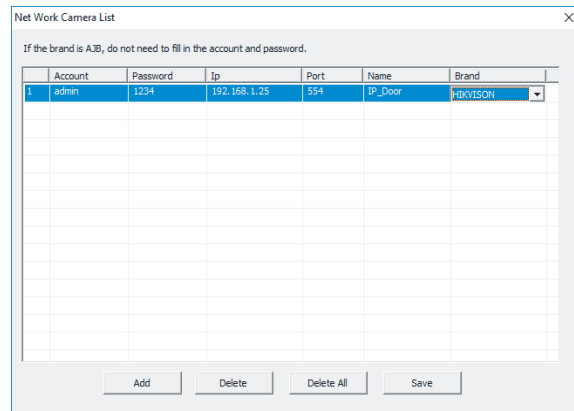 Net Work Camera List
If the brand is AJB, do not need to fill in the account and password.
Account Password Ip Port Name Brand
1 admin 1234 192.168.1.25 554 IP_Door HIKVISON
Add Delete Delete All Save